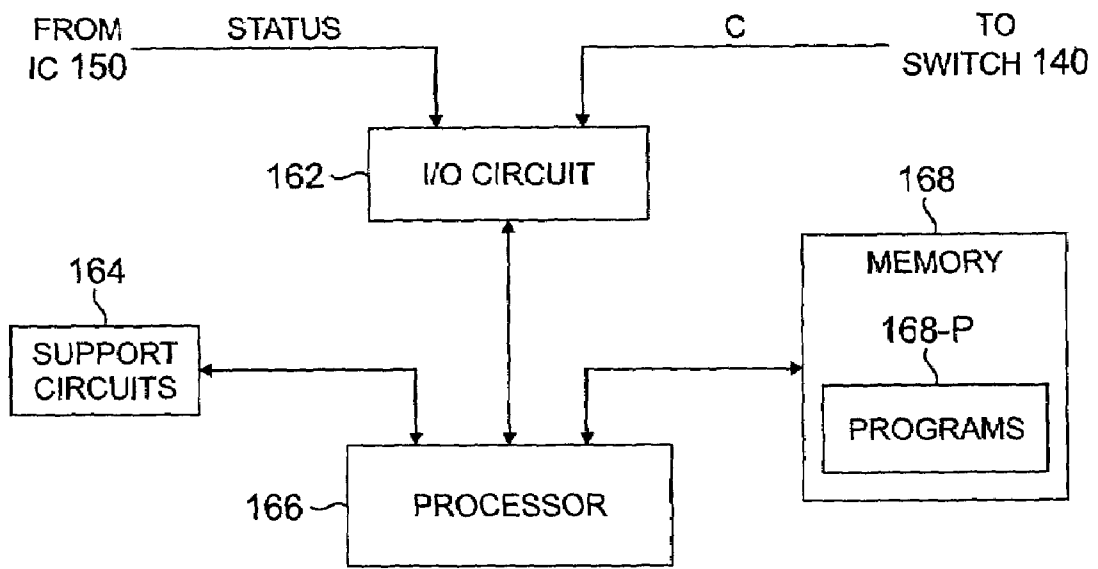 FROM
IC 150
STATUS
C
TO
SWITCH 140
162
I/O CIRCUIT
168
MEMORY
164
168-P
SUPPORT
CIRCUITS
PROGRAMS
166
PROCESSOR